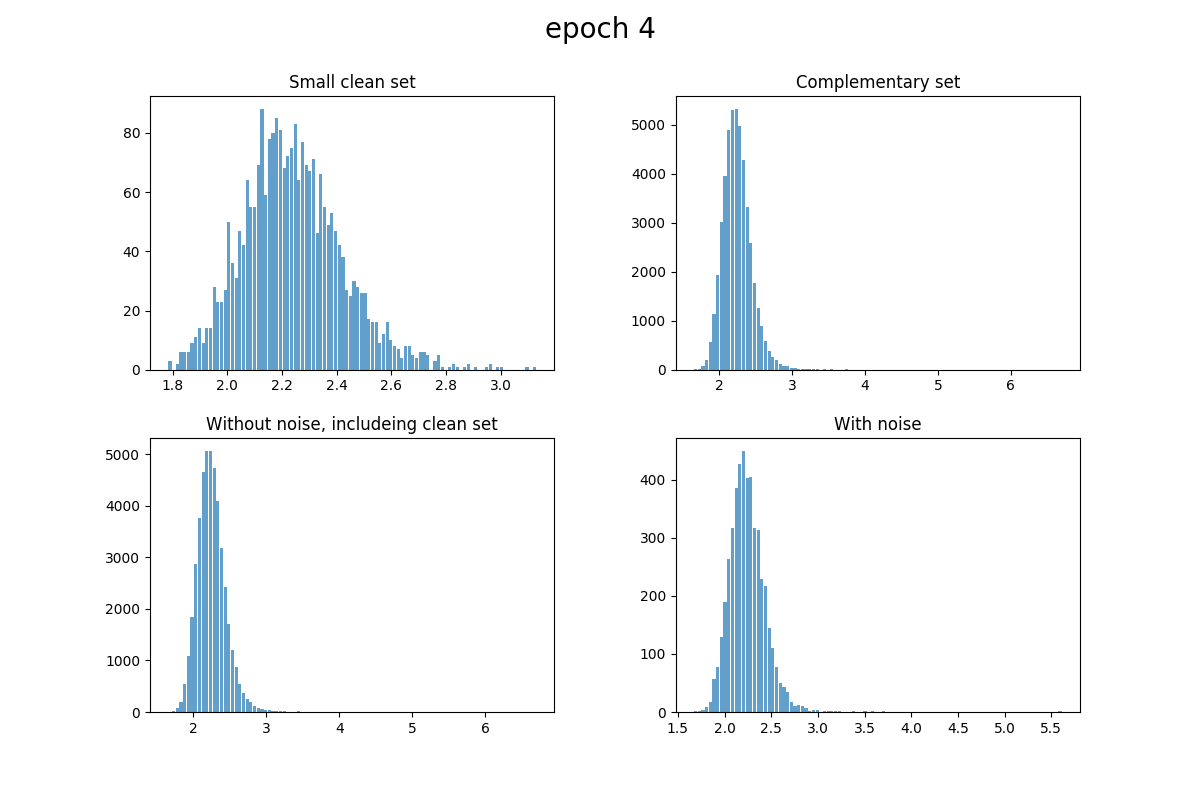 epoch 4
Small clean set
80
60
40
20
0
1.8 2.0 2.2 2.4 2.6 2.8 3.0
Complementary set
5000
4000
3000
2000
1000
0
2 3 4 5 6
Without noise, includeing clean set
5000
4000
3000
2000
1000
0
2 3 4 5 6
With noise
400
300
200
100
0
1.5 2.0 2.5 3.0 3.5 4.0 4.5 5.0 5.5